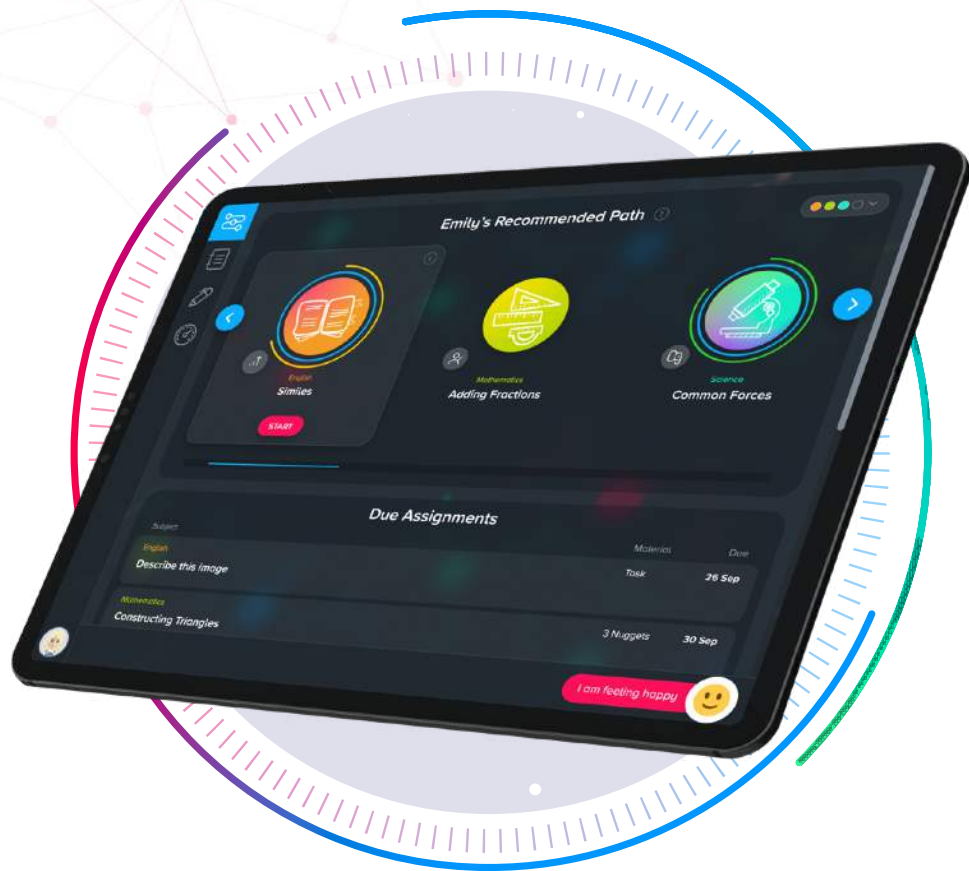 Emily's Recommended Path
English
Similes
START
Mathematics
Adding Fractions
Science
Common Forces
Due Assignments
Subject Material Due
English
Describe this image Task 26 Sep
Mathematics
Constructing Triangles 3 Nuggets 30 Sep
I am feeling happy